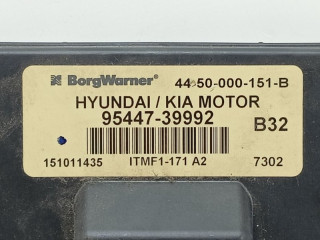 BorgWarner 44-50-000-151-B
HYUNDAI / KIA MOTOR
95447-39992 B32
151011435 ITMF1-171 A2 7302